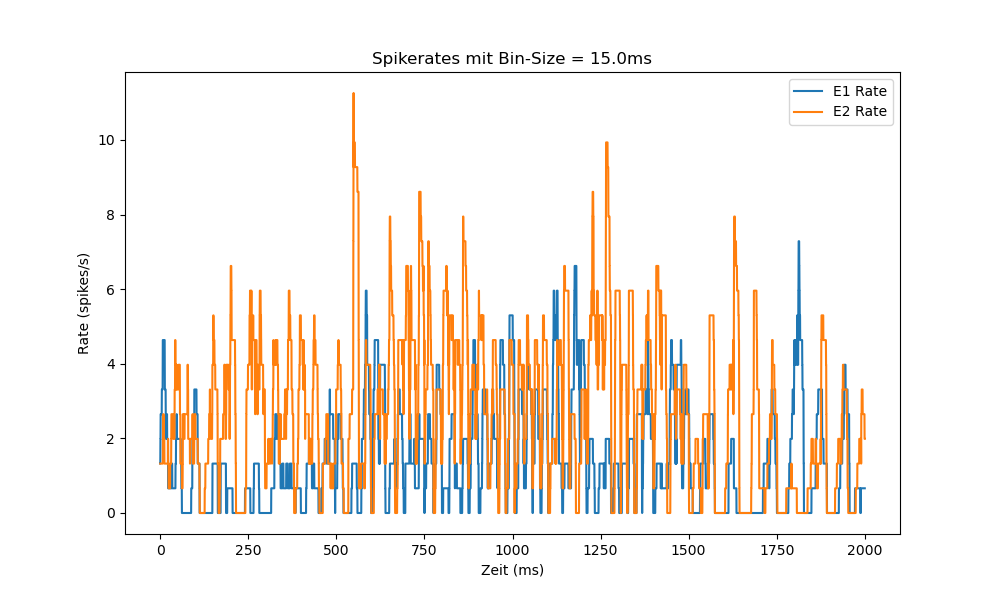 Spikerates mit Bin-Size = 15.0ms
E1 Rate
E2 Rate
Rate (spikes/s)
10
8
6
4
2
0
0 250 500 750 1000 1250 1500 1750 2000
Zeit (ms)